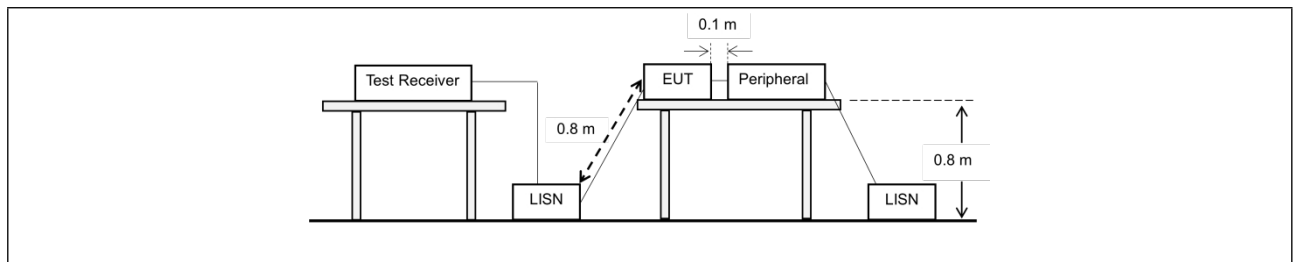 0.1 m
Test Receiver
EUT
Peripheral
0.8 m
0.8 m
LISN
LISN